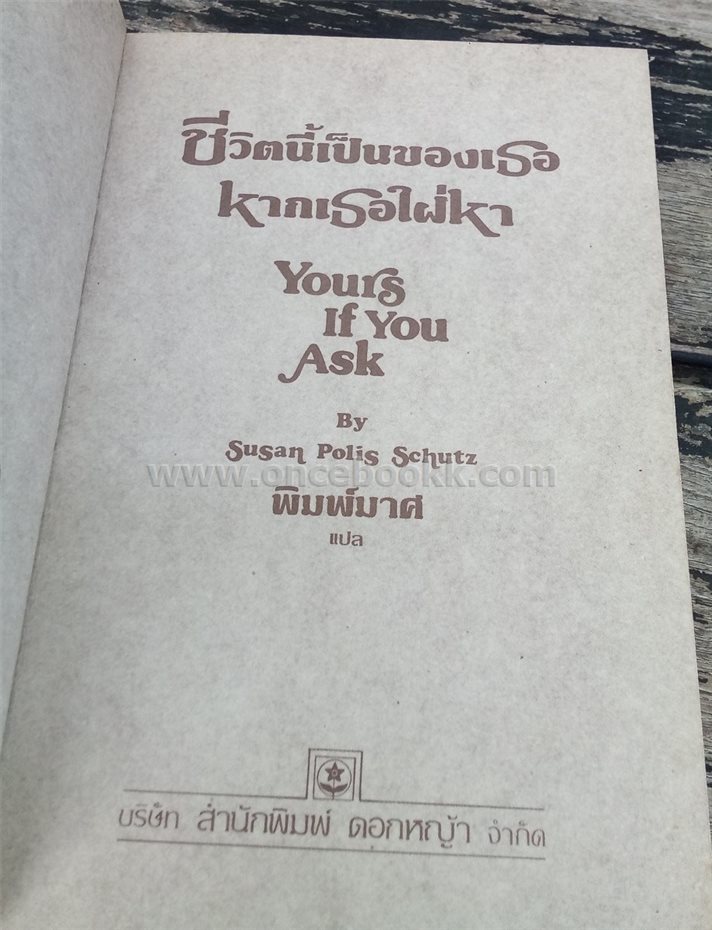 ชีวิตนี้เป็นของเธอ
หากเธอใฝ่หา
Yours
If You
Ask
By
Susan Polis Schutz
www.oncebookk.com
พิมพ์มาศ
แปล
บริษัท สำนักพิมพ์ ดอกหญ้า จำกัด